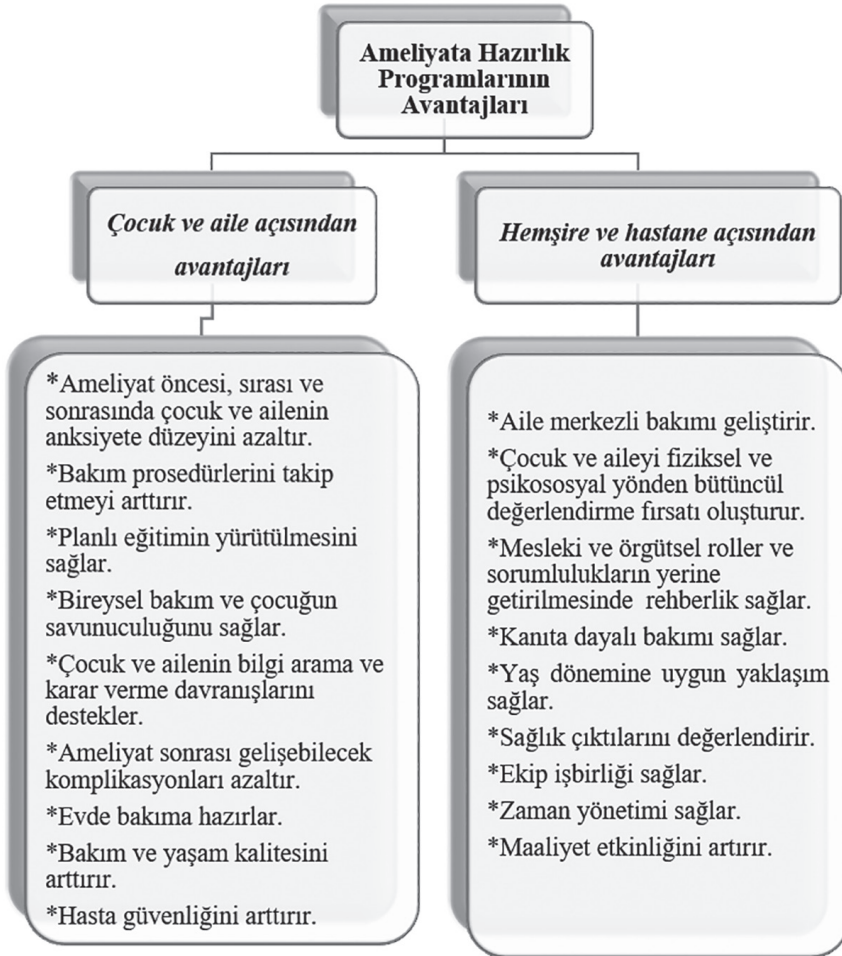 Ameliyata Hazırlık
Programlarının
Avantajları
Çocuk ve aile açısından
avantajları
*Ameliyat öncesi, sırası ve
sonrasında çocuk ve ailenin
anksiyete düzeyini azaltır.
*Bakım prosedürlerini takip
etmeyi arttırır.
*Planlı eğitimin yürütülmesini
sağlar.
*Bireysel bakım ve çocuğun
savunuculuğunu sağlar.
*Çocuk ve ailenin bilgi arama ve
karar verme davranışlarını
destekler.
*Ameliyat sonrası gelişebilecek
komplikasyonları azaltır.
*Evde bakıma hazırlar.
*Bakım ve yaşam kalitesini
arttırır.
*Hasta güvenliğini arttırır.
Hemşire ve hastane açısından
avantajları
*Aile merkezli bakımı geliştirir.
*Çocuk ve aileyi fiziksel ve
psikososyal yönden bütüncül
değerlendirme fırsatı oluşturur.
*Mesleki ve örgütsel roller ve
sorumlulukların yerine
getirilmesinde rehberlik sağlar.
*Kanıta dayalı bakımı sağlar.
*Yaş dönemine uygun yaklaşım
sağlar.
*Sağlık çıktılarını değerlendirir.
*Ekip işbirliği sağlar.
*Zaman yönetimi sağlar.
*Maaliyet etkinliğini artırır.